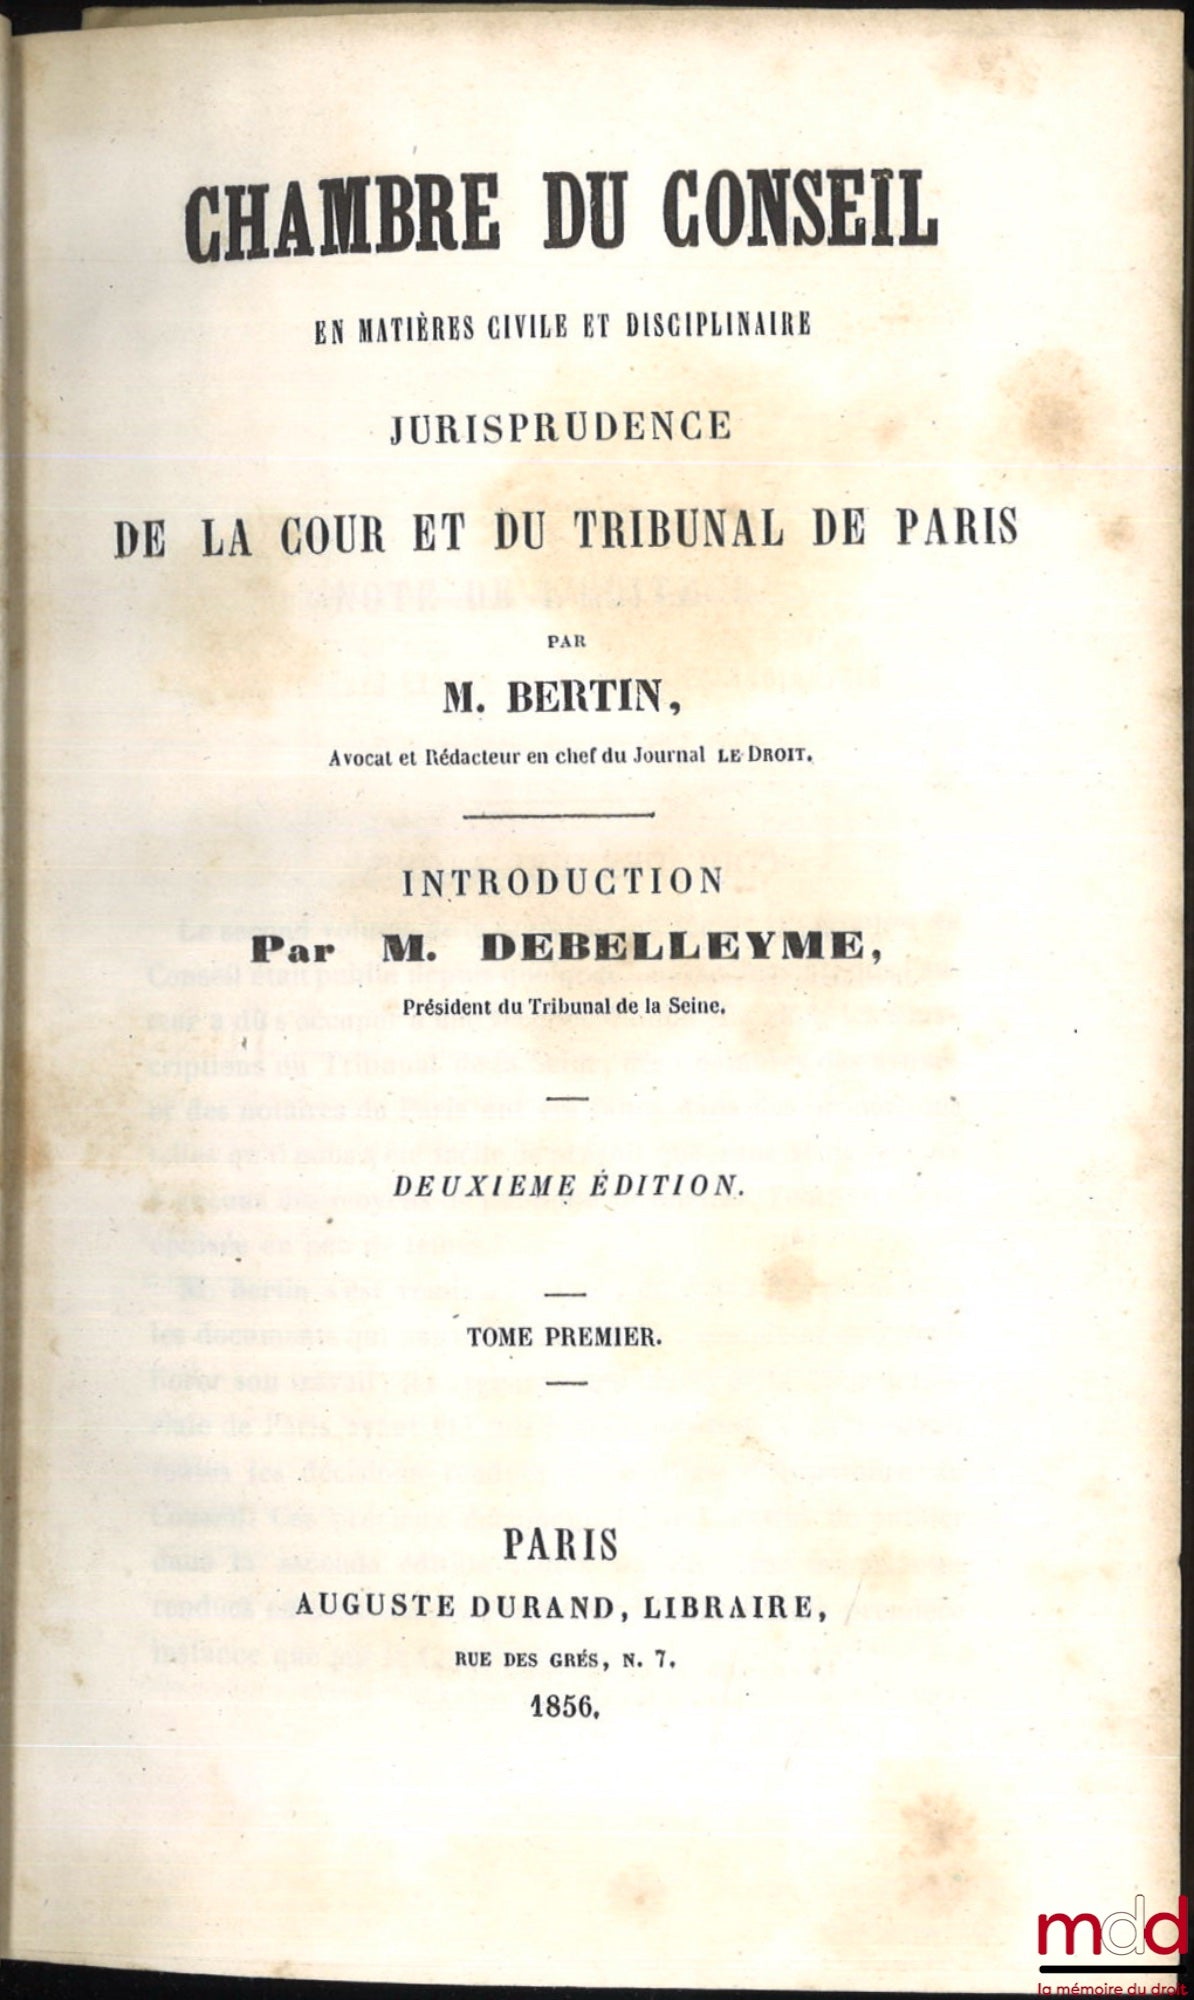 CHAMBRE DU CONSEIL
EN MATIÈRES CIVILE ET DISCIPLINAIRE
JURISPRUDENCE
DE LA COUR ET DU TRIBUNAL DE PARIS
PAR
M. BERTIN,
Avocat et Rédacteur en chef du Journal LE DROIT.
INTRODUCTION
Par M. DEBELLEYME,
Président du Tribunal de la Seine.
DEUXIEME ÉDITION.
TOME PREMIER.
PARIS
AUGUSTE DURAND, LIBRAIRE,
RUE DES GRÉS, N. 7.
1856.
mdd
la mémoire du droit